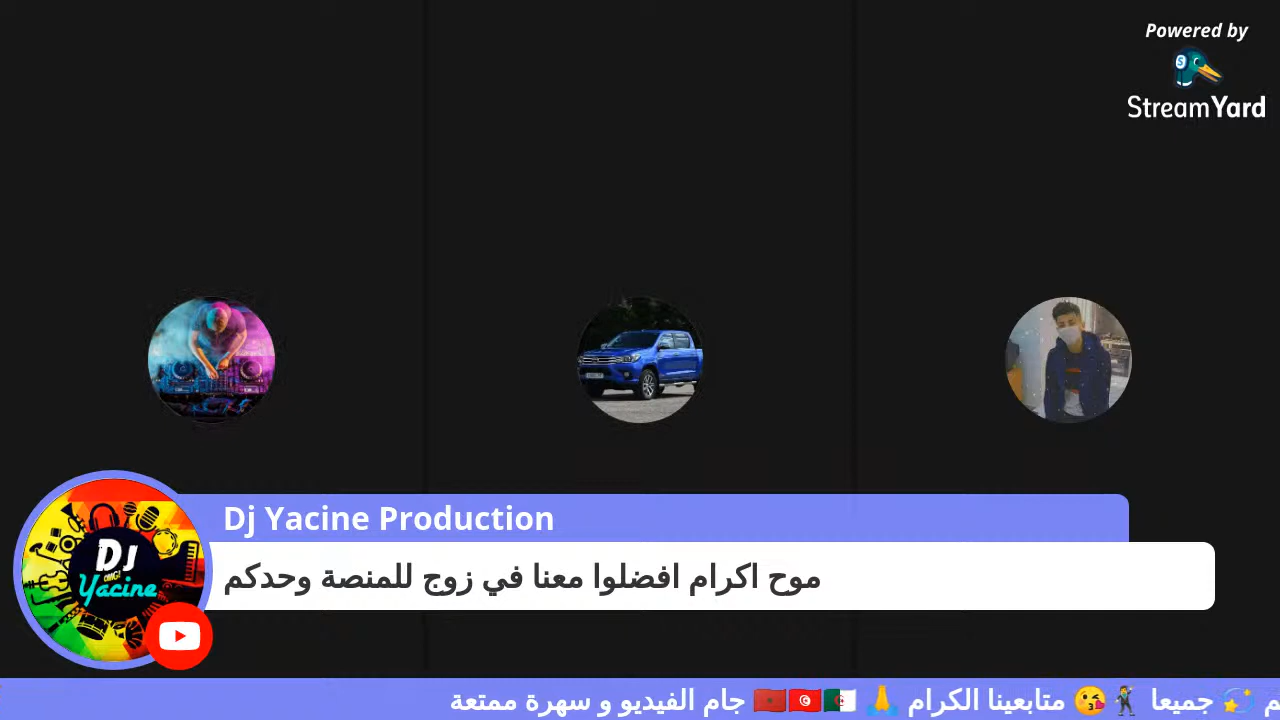 Powered by
StreamYard
DJ
OMG!
Yacine
Dj Yacine Production
موح اكرام افضلوا معنا في زوج للمنصة وحدكم
م 💫 جميعا 🕺 😘 متابعينا الكرام 🙏 🇩🇿🇹🇳🇲🇦 جام الفيديو و سهرة ممتعة